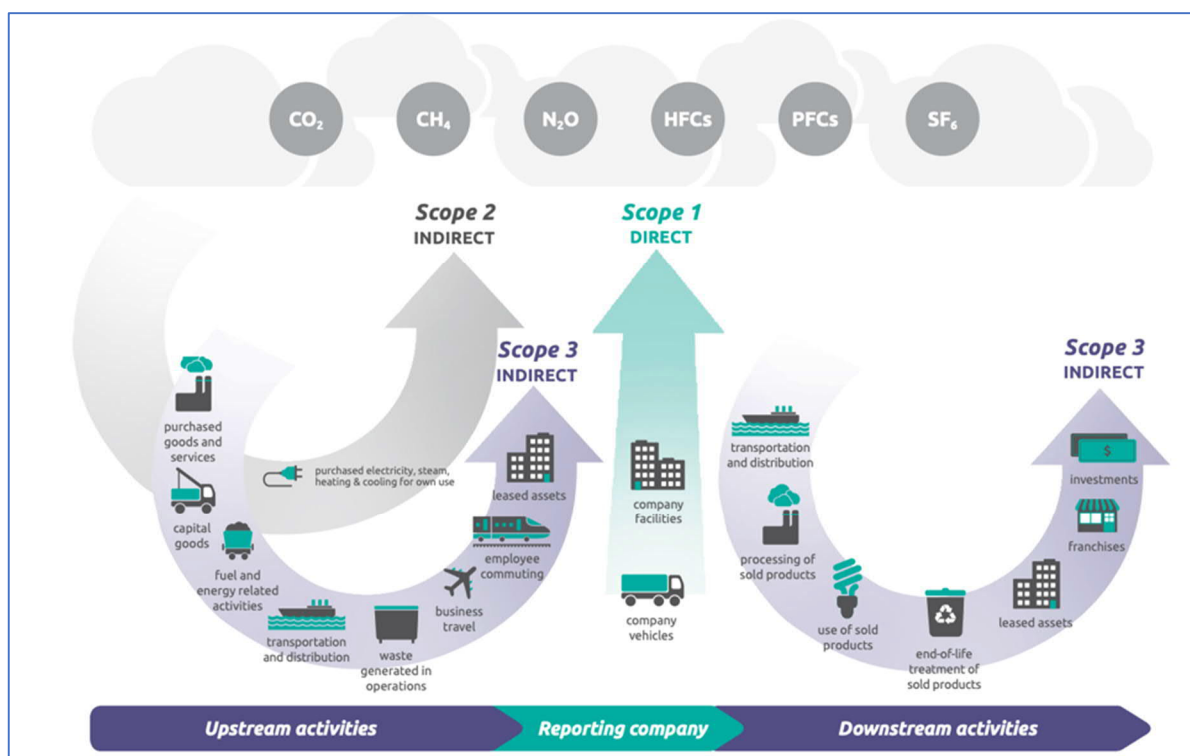 CO₂
CH₄
N₂O
HFCs
PFCs
SF₆
Scope 2
INDIRECT
Scope 1
DIRECT
Scope 3
INDIRECT
Scope 3
INDIRECT
purchased
goods and
services
capital
goods
fuel and
energy related
activities
transportation
and distribution
waste
generated in
operations
business
travel
employee
commuting
leased assets
purchased electricity, steam,
heating & cooling for own use
company
facilities
company
vehicles
transportation
and distribution
processing of
sold products
use of sold
products
end-of-life
treatment of
sold products
leased assets
franchises
investments
$
Upstream activities
Reporting company
Downstream activities